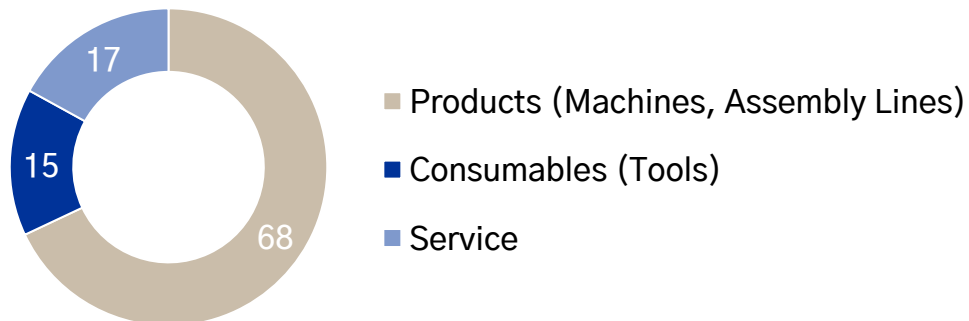 17
15
68
Products (Machines, Assembly Lines)
Consumables (Tools)
Service